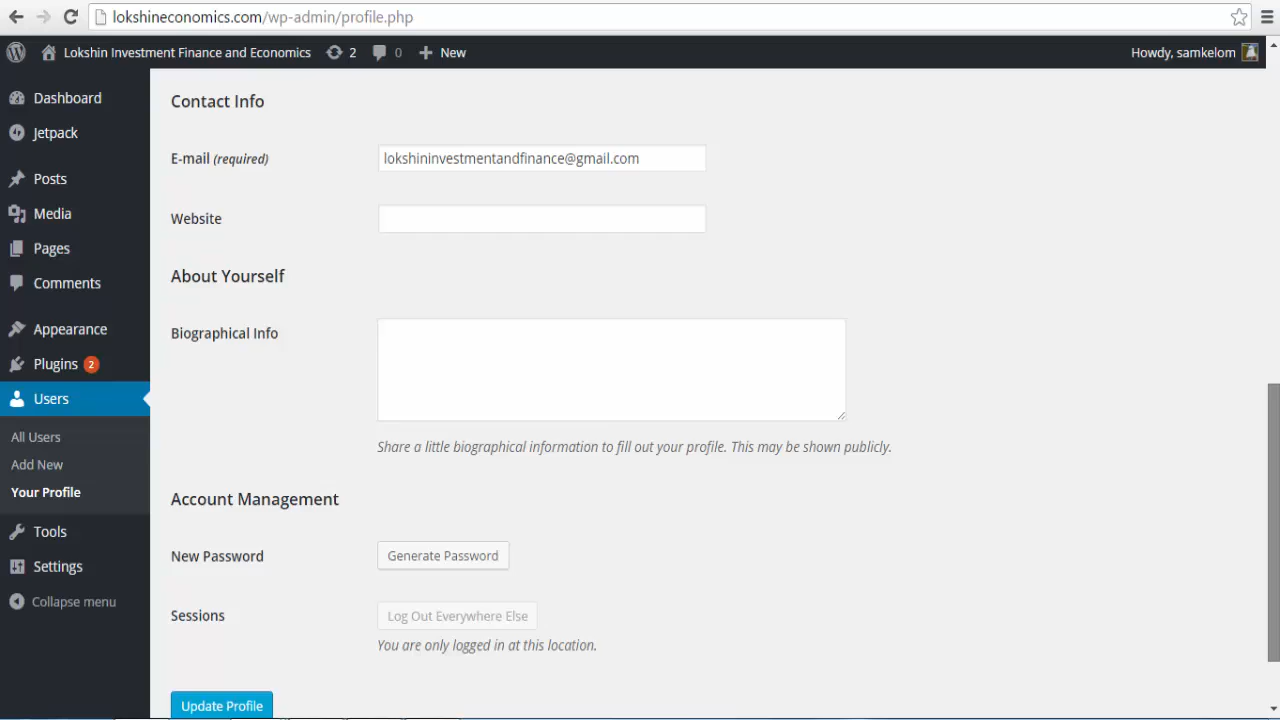 lokshineconomics.com/wp-admin/profile.php
Lokshin Investment Finance and Economics 2 0 New Howdy, samkelom
Dashboard
Jetpack
Posts
Media
Pages
Comments
Appearance
Plugins 2
Users
All Users
Add New
Your Profile
Tools
Settings
Collapse menu
Contact Info
E-mail (required) lokshininvestmentandfinance@gmail.com
Website
About Yourself
Biographical Info
Share a little biographical information to fill out your profile. This may be shown publicly.
Account Management
New Password Generate Password
Sessions Log Out Everywhere Else
You are only logged in at this location.
Update Profile